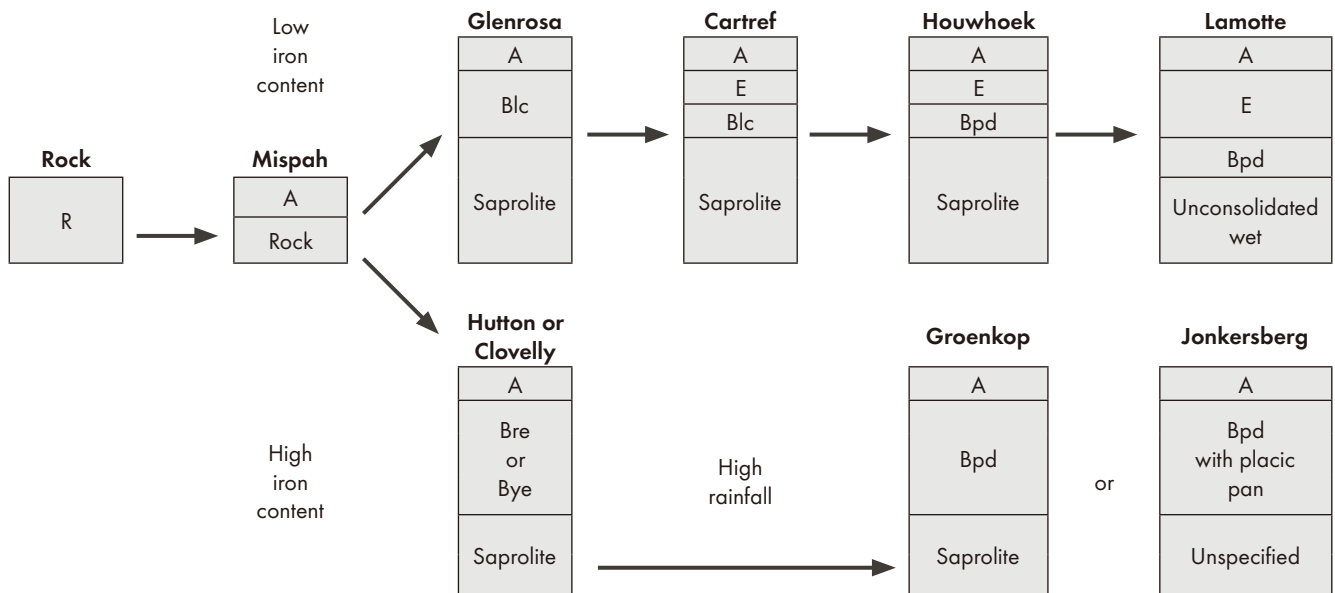 Low
iron
content
Rock
R
Mispah
A
Rock
Glenrosa
A
Blc
Saprolite
Cartref
A
E
Blc
Saprolite
Houwhoek
A
E
Bpd
Saprolite
Lamotte
A
E
Bpd
Unconsolidated
wet
High
iron
content
Hutton or
Clovelly
A
Bre
or
Bye
Saprolite
High
rainfall
Groenkop
A
Bpd
Saprolite
or
Jonkersberg
A
Bpd
with placic
pan
Unspecified